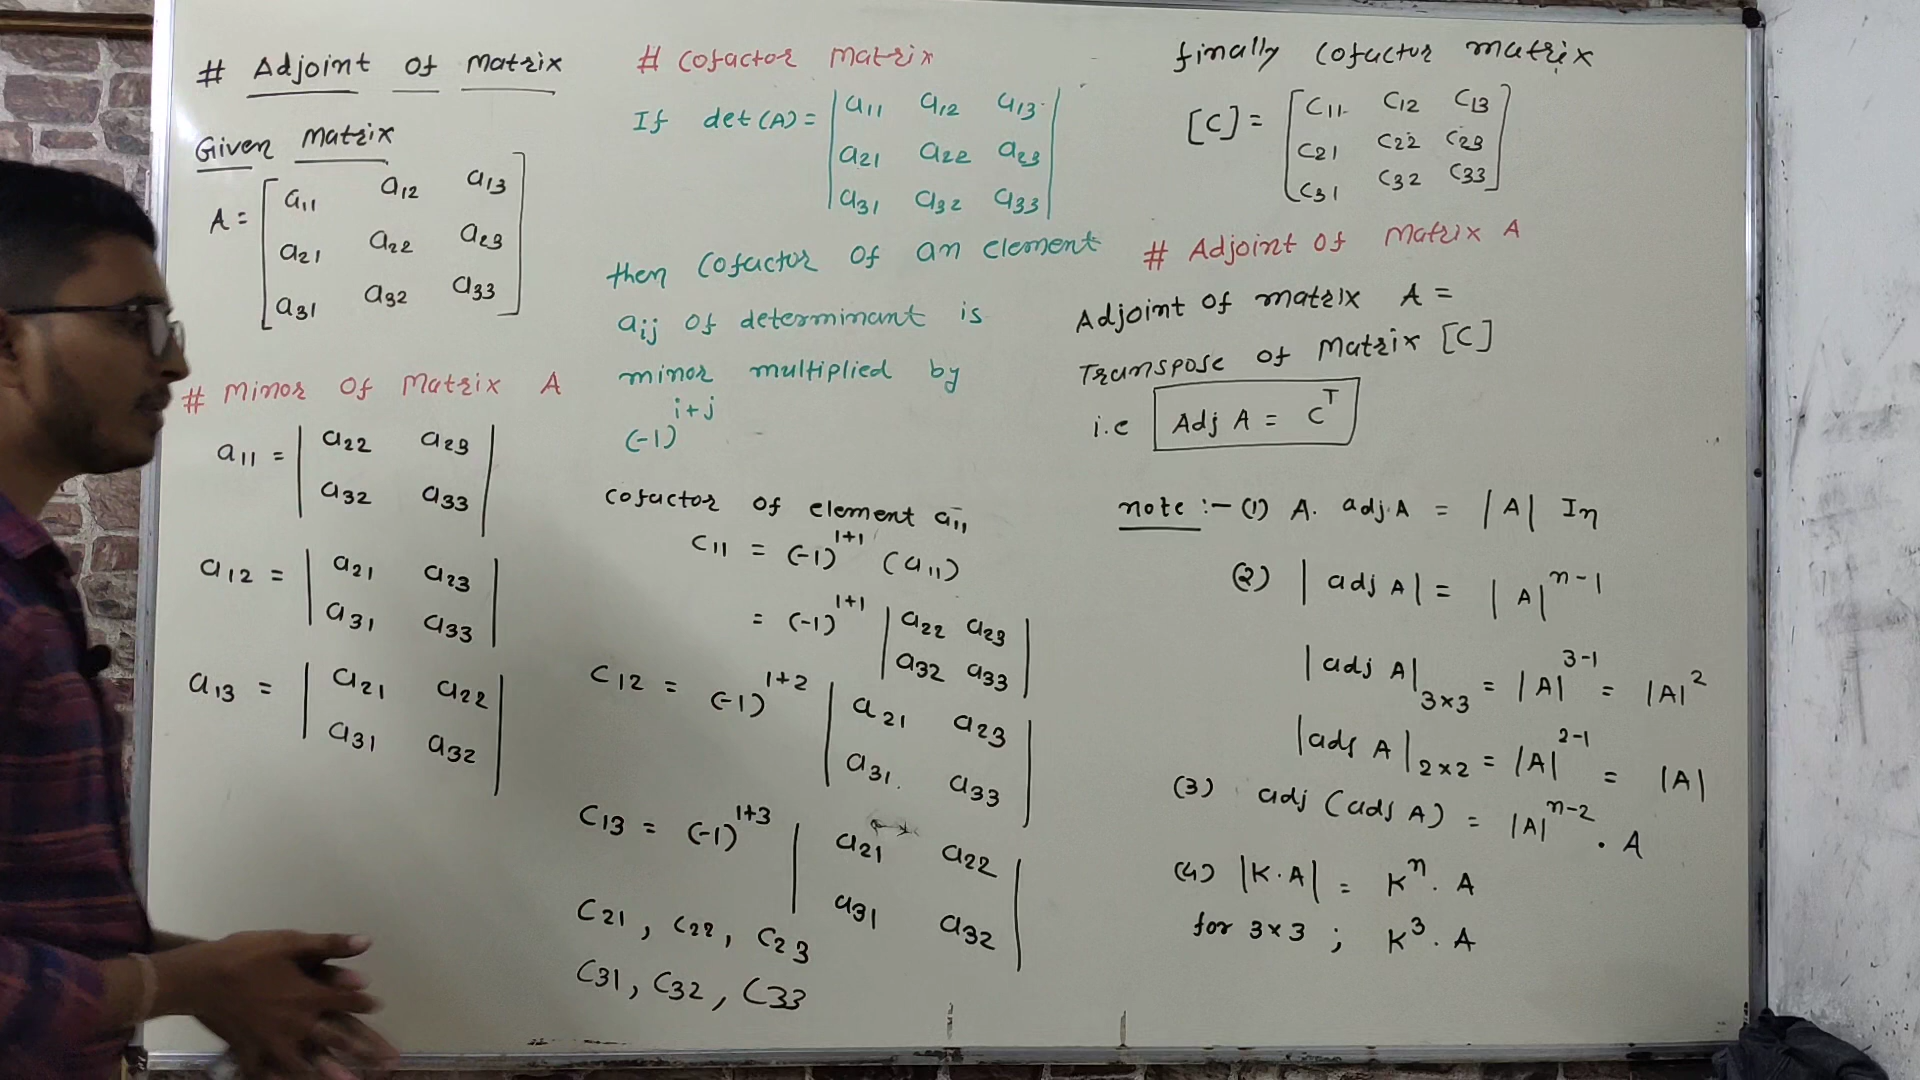 # Adjoint of Matrix
Given Matrix
A = [ a11 a12 a13
a21 a22 a23
a31 a32 a33 ]
# Minor of Matrix A
a11 = | a22 a23
a32 a33 |
a12 = | a21 a23
a31 a33 |
a13 = | a21 a22
a31 a32 |
# Cofactor Matrix
If det(A) = | a11 a12 a13
a21 a22 a23
a31 a32 a33 |
then Cofactor of an element
aij of determinant is
minor multiplied by
(-1)^i+j
Cofactor of element a11
C11 = (-1)^1+1 (a11)
= (-1)^1+1 | a22 a23
a32 a33 |
C12 = (-1)^1+2 | a21 a23
a31 a33 |
C13 = (-1)^1+3 | a21 a22
a31 a32 |
C21, C22, C23
C31, C32, C33
finally Cofactor matrix
[C] = [ C11 C12 C13
C21 C22 C23
C31 C32 C33 ]
# Adjoint of Matrix A
Adjoint of matrix A =
Transpose of Matrix [C]
i.e Adj A = C^T
note :- (1) A. adj.A = |A| In
(2) | adj A | = |A|^n-1
| adj A |3×3 = |A|^3-1 = |A|^2
| adj A |2×2 = |A|^2-1 = |A|
(3) adj (adj A) = |A|^n-2 . A
(4) |K.A| = K^n. A
for 3×3 ; K^3. A